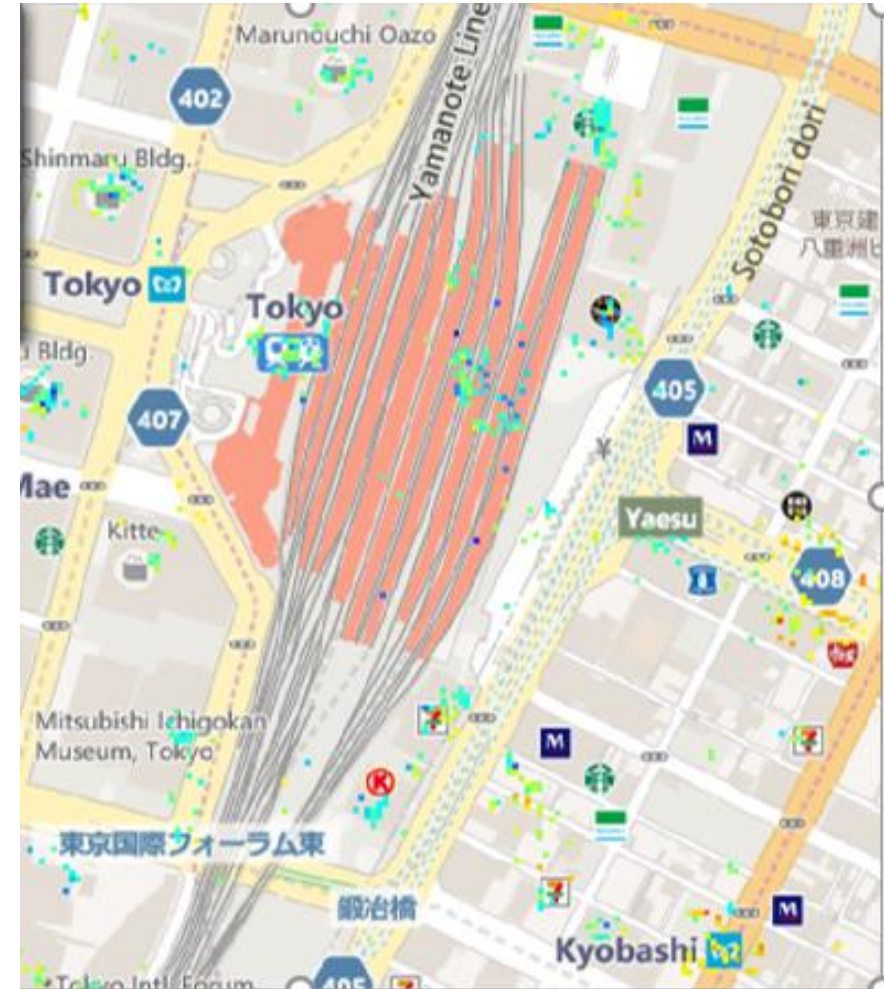 Marunouchi Oazo
402
Yamanote Line
Shinmaru Bldg.
Sotobori dori
東京建
八重洲ビ
Tokyo
Tokyo
Bldg
405
407
M
Mae
Yaesu
Kitte
408
Mitsubishi Ichigokan
Museum, Tokyo
M
K
東京国際フォーラム東
鍛冶橋
M
Kyobashi
Tokyo Intl Forum
405